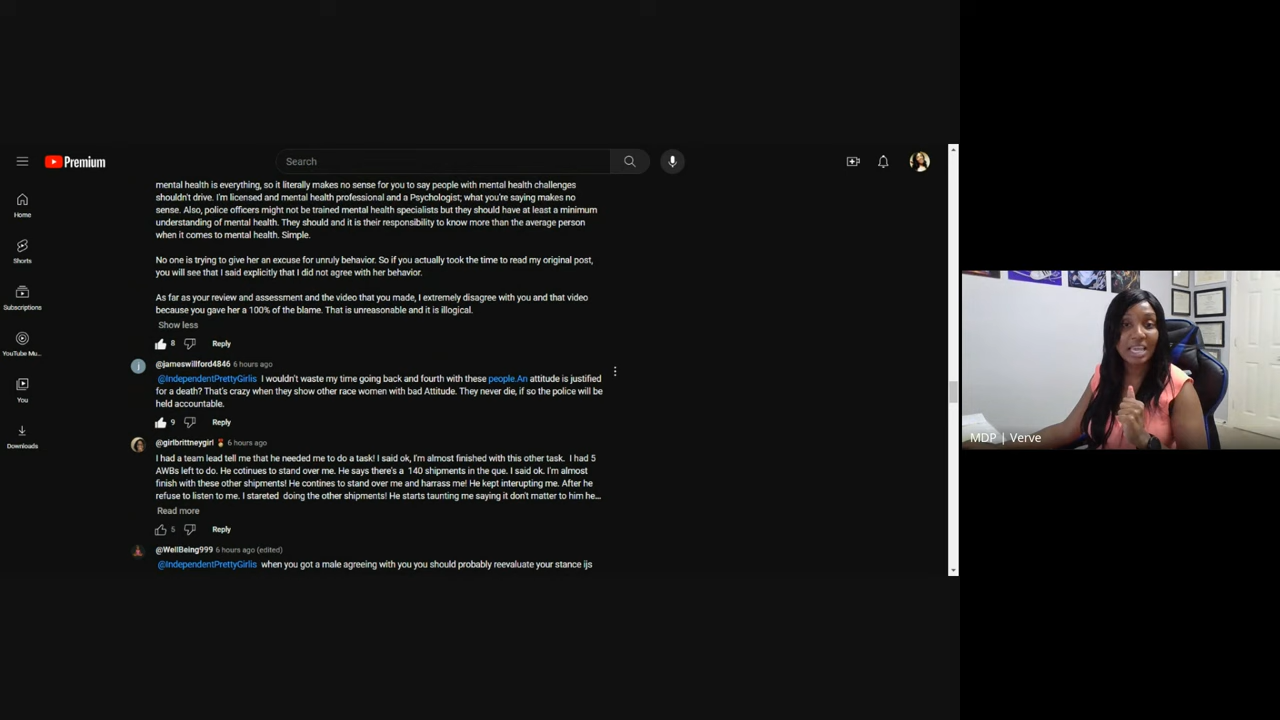 Premium
Search
Home
Shorts
Subscriptions
YouTube Mu...
You
Downloads
mental health is everything, so it literally makes no sense for you to say people with mental health challenges
shouldn't drive. I'm licensed and mental health professional and a Psychologist; what you're saying makes no
sense. Also, police officers might not be trained mental health specialists but they should have at least a minimum
understanding of mental health. They should and it is their responsibility to know more than the average person
when it comes to mental health. Simple.
No one is trying to give her an excuse for unruly behavior. So if you actually took the time to read my original post,
you will see that I said explicitly that I did not agree with her behavior.
As far as your review and assessment and the video that you made, I extremely disagree with you and that video
because you gave her a 100% of the blame. That is unreasonable and it is illogical.
Show less
8 Reply
@jameswillford4846 6 hours ago
@IndependentPrettyGirlis I wouldn't waste my time going back and fourth with these people.An attitude is justified
for a death? That's crazy when they show other race women with bad Attitude. They never die, if so the police will be
held accountable.
9 Reply
@girlbrittneygirl 6 hours ago
I had a team lead tell me that he needed me to do a task! I said ok, I'm almost finished with this other task. I had 5
AWBs left to do. He cotinues to stand over me. He says there's a 140 shipments in the que. I said ok. I'm almost
finish with these other shipments! He contines to stand over me and harrass me! He kept interupting me. After he
refuse to listen to me. I stareted doing the other shipments! He starts taunting me saying it don't matter to him he...
Read more
5 Reply
@WellBeing999 6 hours ago (edited)
@IndependentPrettyGirlis when you got a male agreeing with you you should probably reevaluate your stance ijs
MDP | Verve